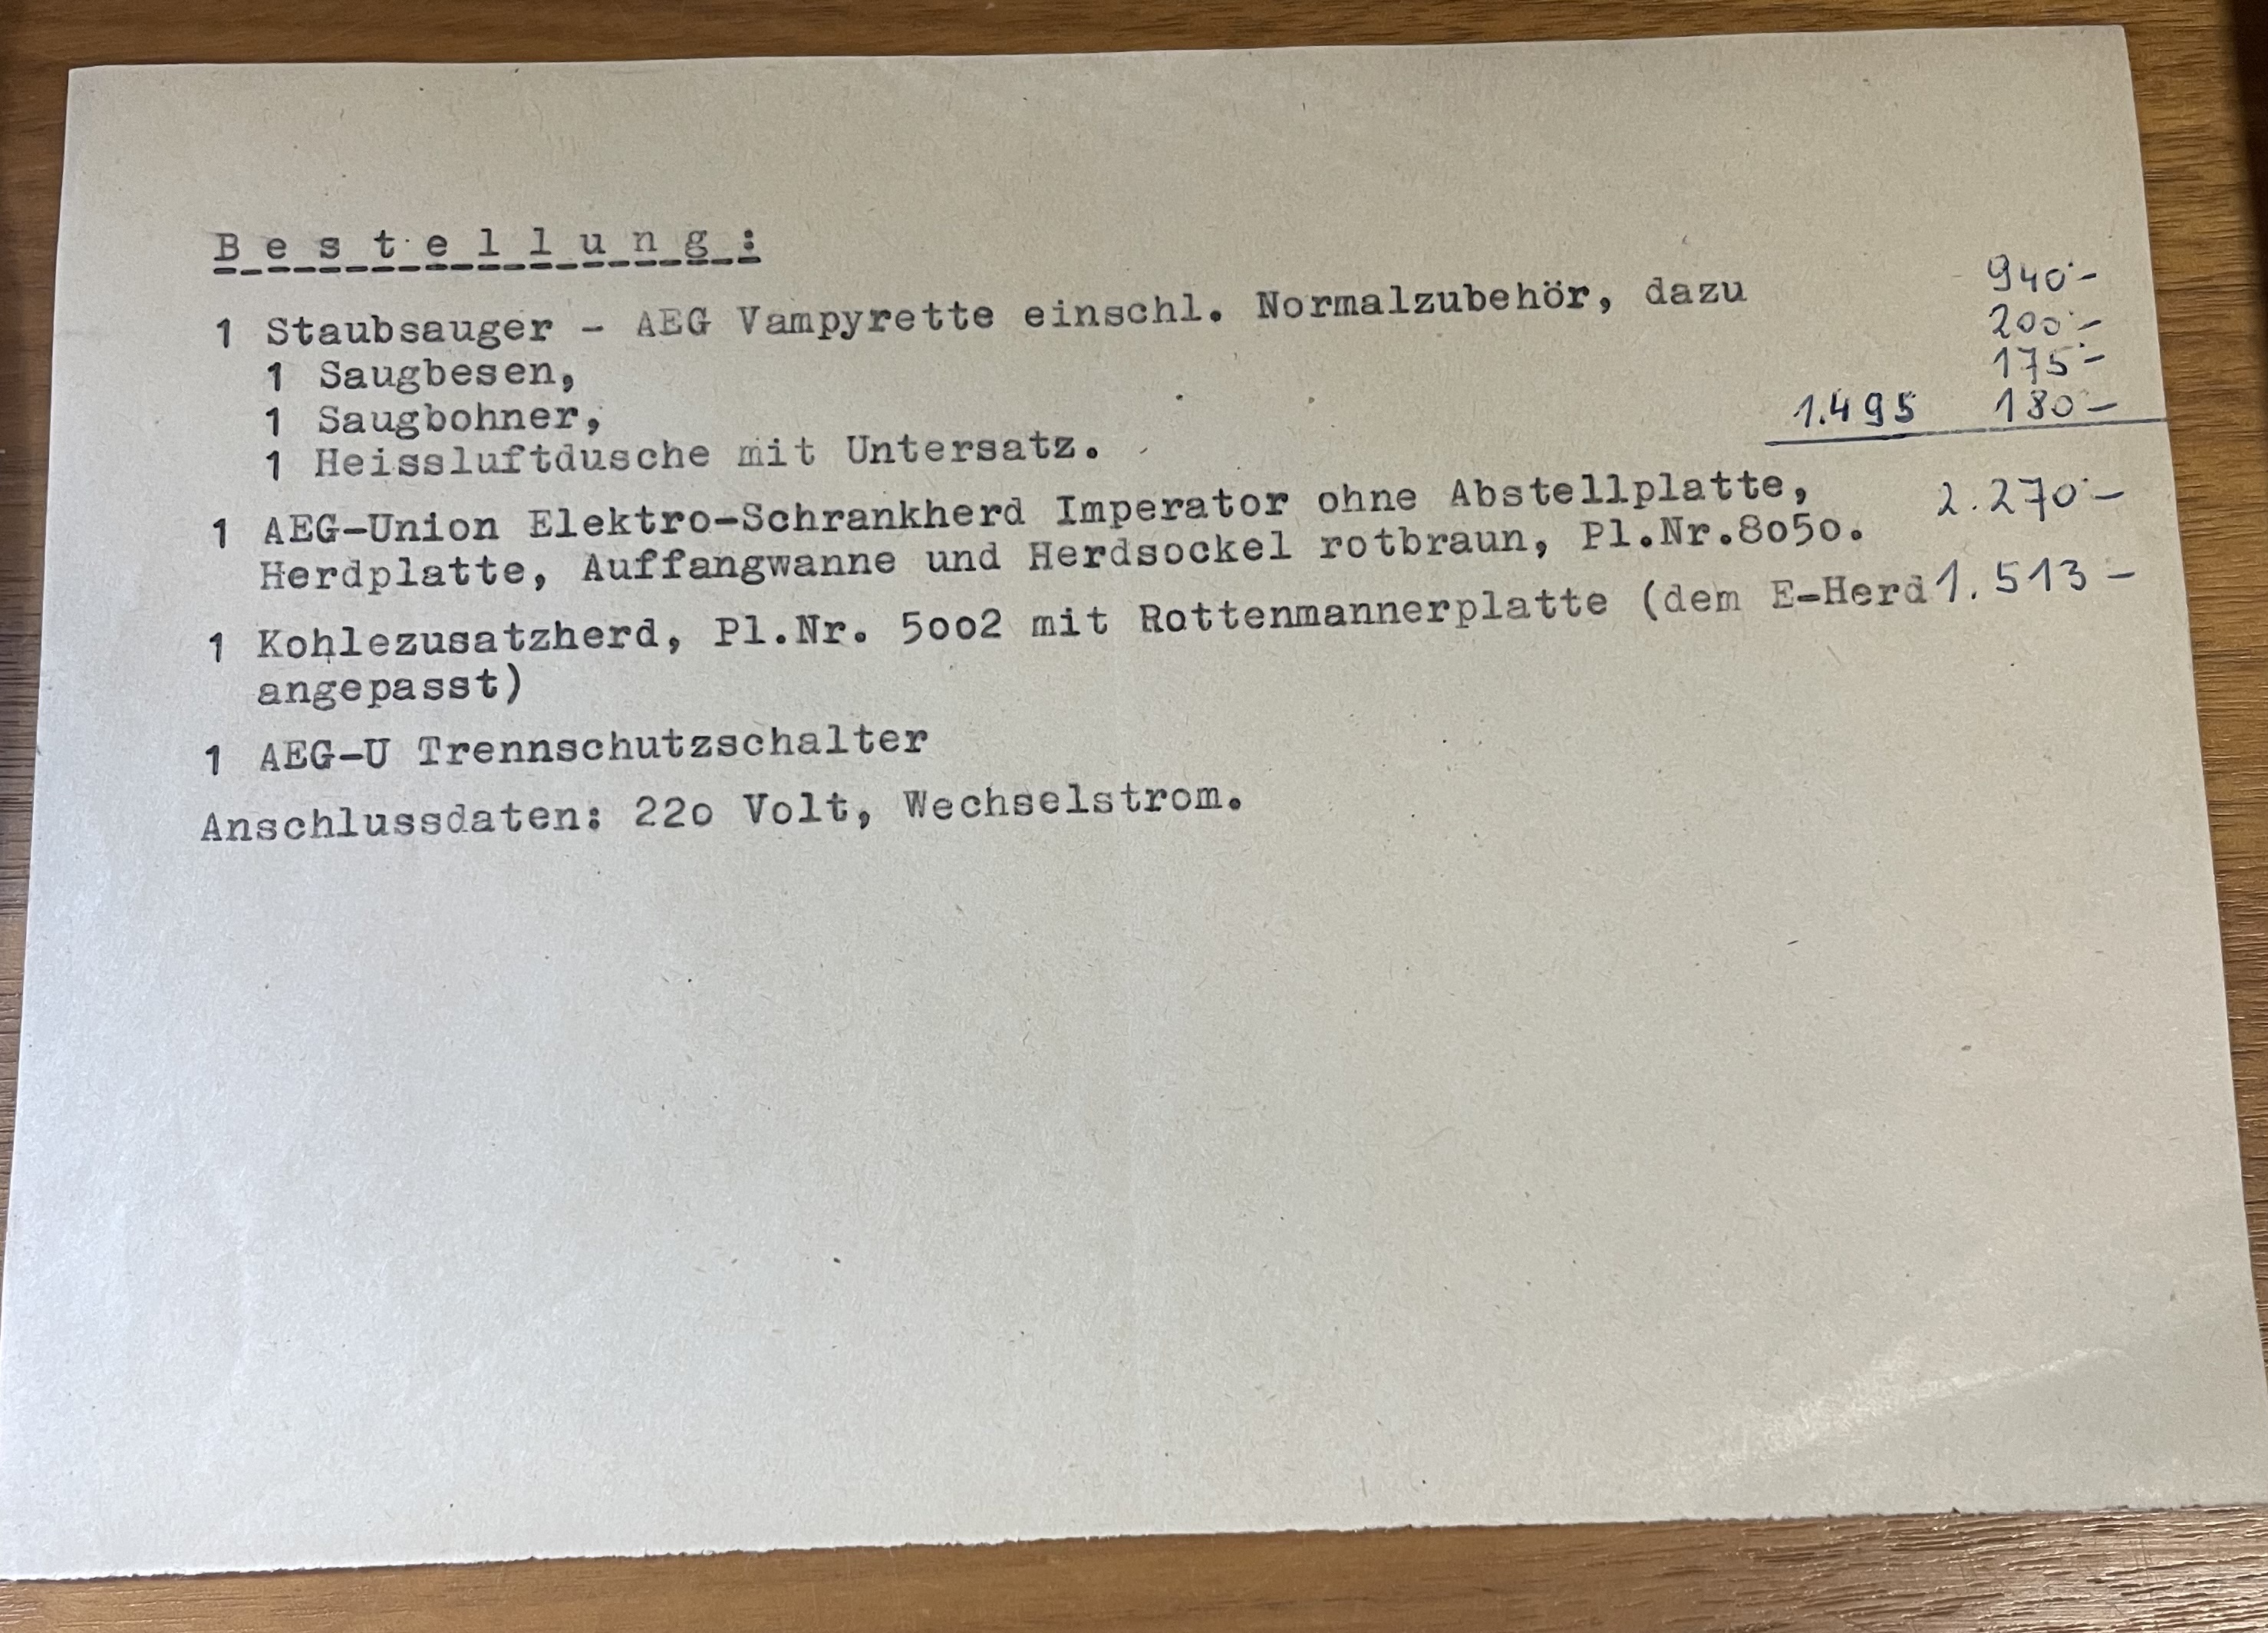 B e s t e l l u n g :
1 Staubsauger - AEG Vampyrette einschl. Normalzubehör, dazu 940.-
1 Saugbesen, 200.-
1 Saugbohner, 175.-
1 Heissluftdusche mit Untersatz. 1.495 180-
1 AEG-Union Elektro-Schrankherd Imperator ohne Abstellplatte, 2.270.-
Herdplatte, Auffangwanne und Herdsockel rotbraun, Pl.Nr.8o5o.
1 Kohlezusatzherd, Pl.Nr. 5oo2 mit Rottenmannerplatte (dem E-Herd 1.513-
angepasst)
1 AEG-U Trennschutzschalter
Anschlussdaten: 22o Volt, Wechselstrom.